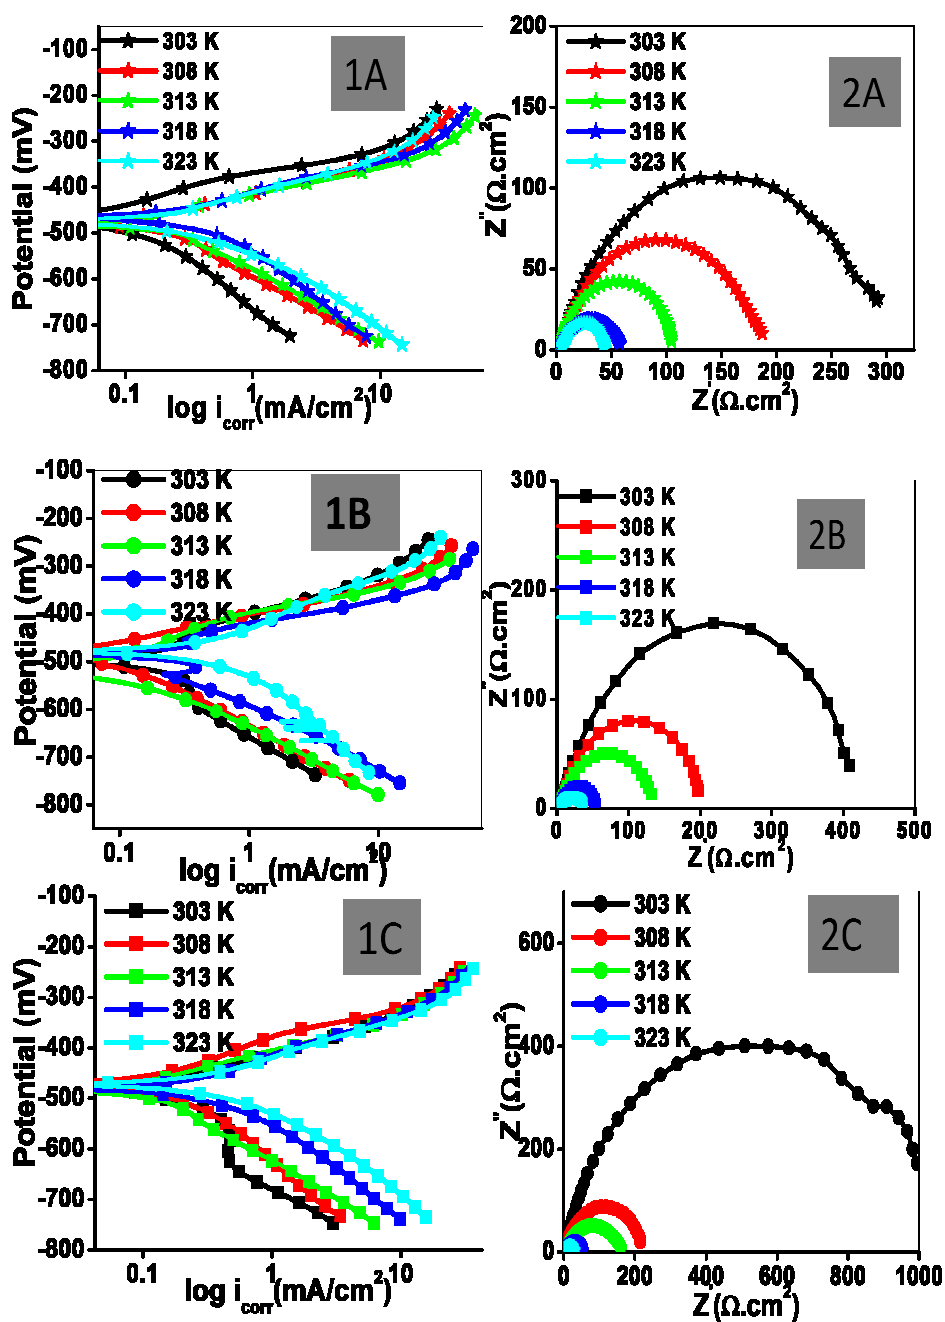 -100
-200
-300
-400
-500
-600
-700
-800
Potential (mV)
303 K
308 K
313 K
318 K
323 K
1A
0.1
1
10
log i_corr(mA/cm²)
200
150
100
50
0
Z''(Ω.cm²)
303 K
308 K
313 K
318 K
323 K
2A
0
50
100
150
200
250
300
Z'(Ω.cm²)
-100
-200
-300
-400
-500
-600
-700
-800
Potential (mV)
303 K
308 K
313 K
318 K
323 K
1B
0.1
1
10
log i_corr(mA/cm²)
300
200
100
0
Z''(Ω.cm²)
303 K
308 K
313 K
318 K
323 K
2B
0
100
200
300
400
500
Z'(Ω.cm²)
-100
-200
-300
-400
-500
-600
-700
-800
Potential (mV)
303 K
308 K
313 K
318 K
323 K
1C
0.1
1
10
log i_corr(mA/cm²)
600
400
200
0
Z''(Ω.cm²)
303 K
308 K
313 K
318 K
323 K
2C
0
200
400
600
800
1000
Z'(Ω.cm²)